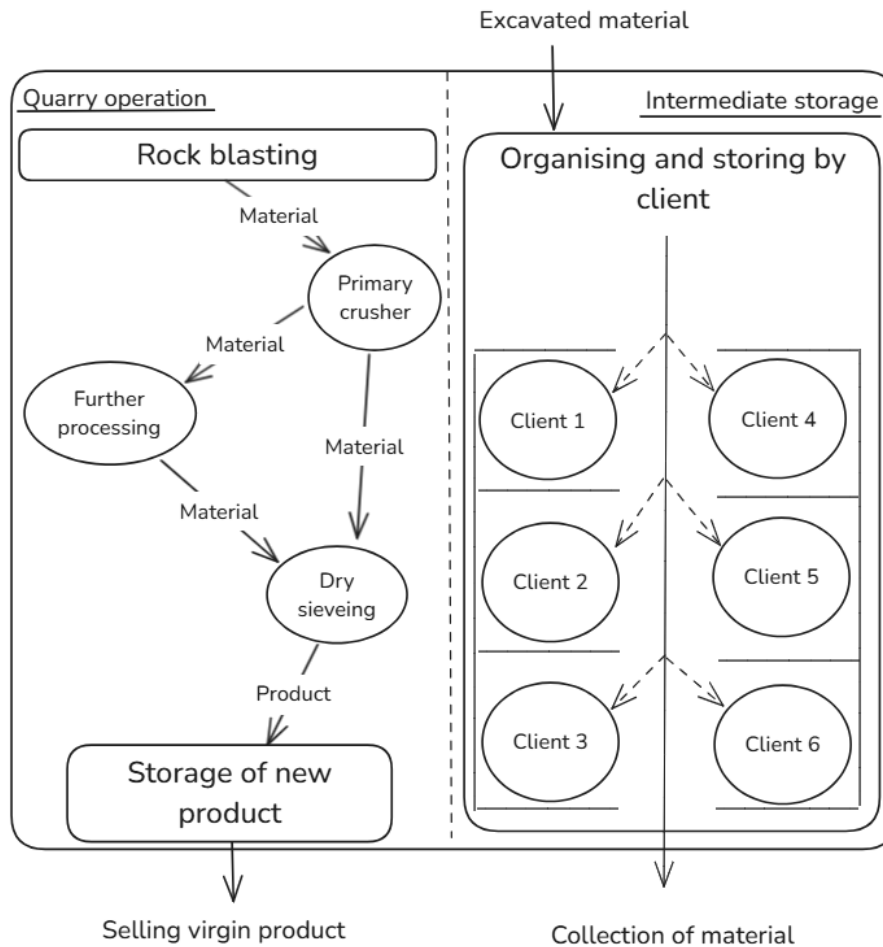 Excavated material
Quarry operation
Intermediate storage
Rock blasting
Organising and storing by
client
Material
Primary
crusher
Material
Further
processing
Material
Material
Dry
sieveing
Product
Storage of new
product
Selling virgin product
Client 1
Client 4
Client 2
Client 5
Client 3
Client 6
Collection of material